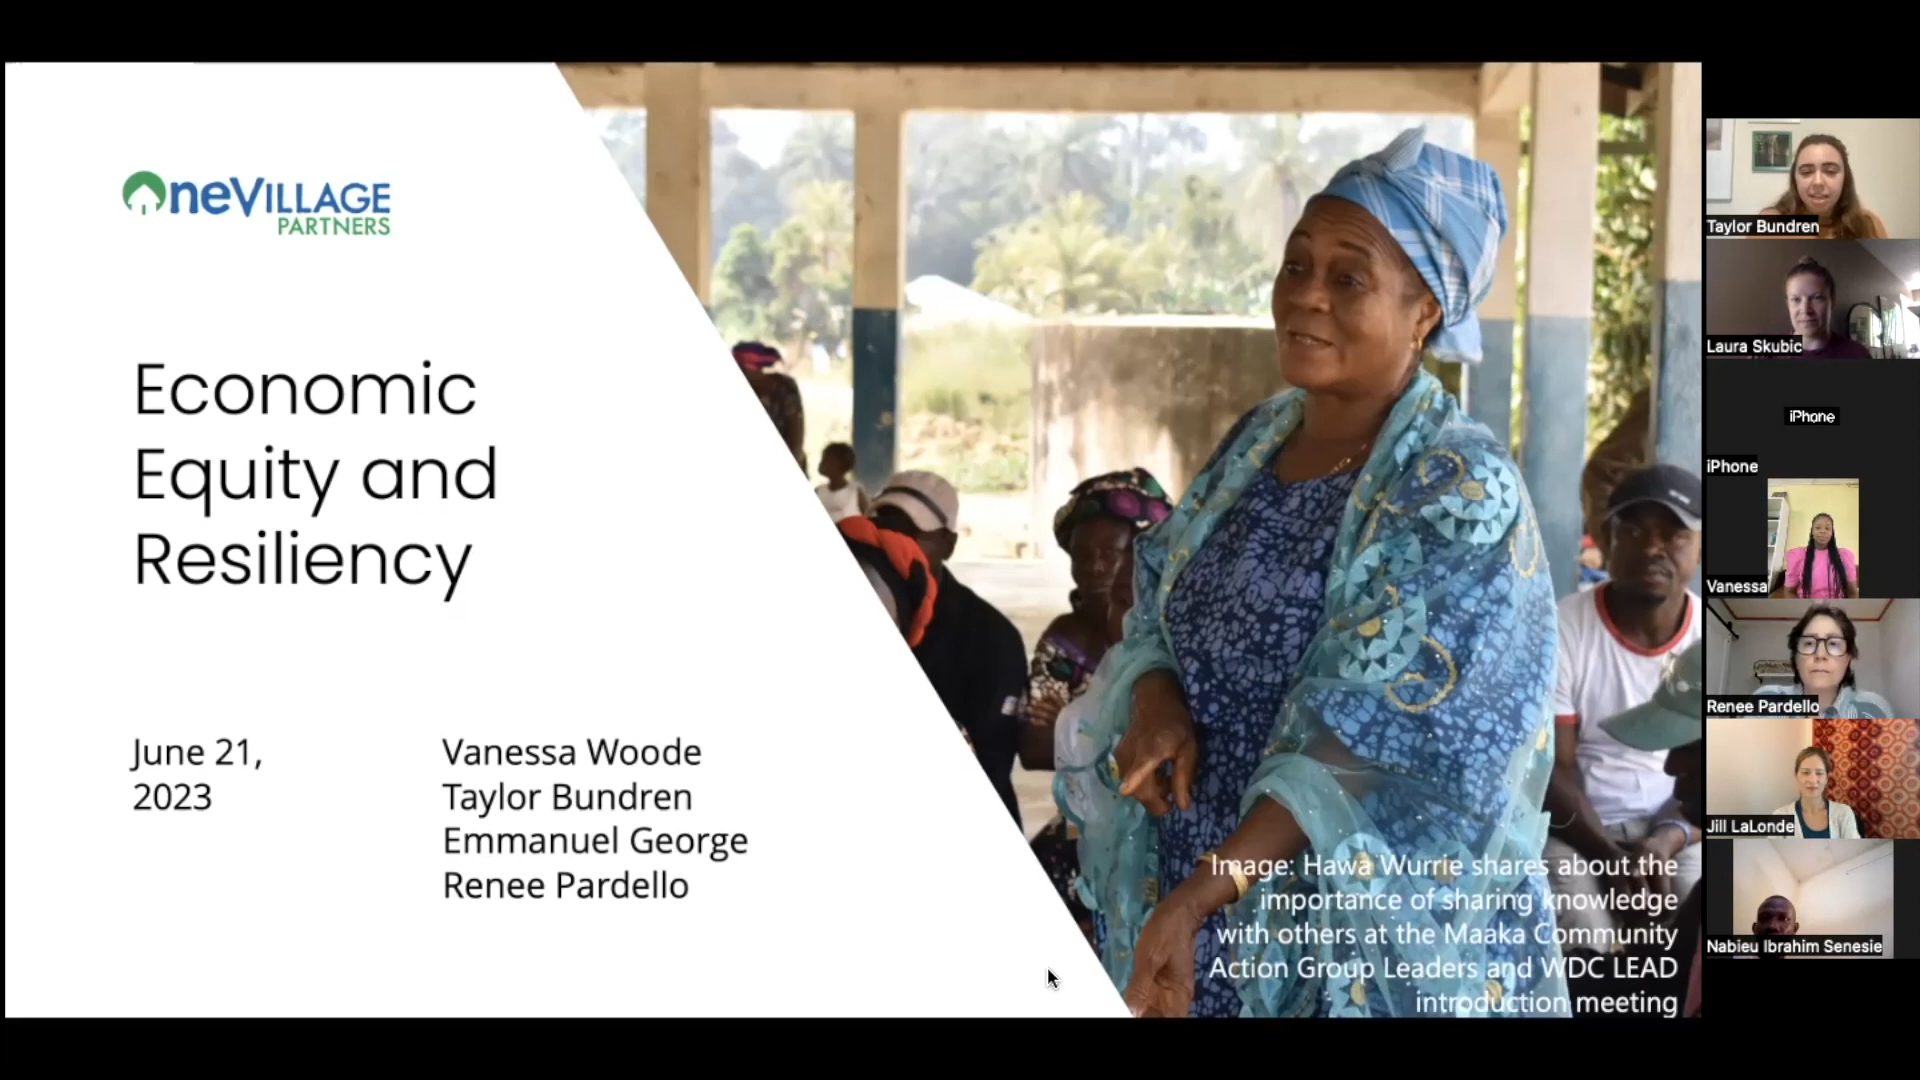 OneVILLAGE
PARTNERS
Economic
Equity and
Resiliency
June 21,
2023
Vanessa Woode
Taylor Bundren
Emmanuel George
Renee Pardello
Image: Hawa Wurrie shares about the
importance of sharing knowledge
with others at the Maaka Community
Action Group Leaders and WDC LEAD
introduction meeting
Taylor Bundren
Laura Skubic
iPhone
iPhone
Vanessa
Renee Pardello
Jill LaLonde
Nabieu Ibrahim Senesie